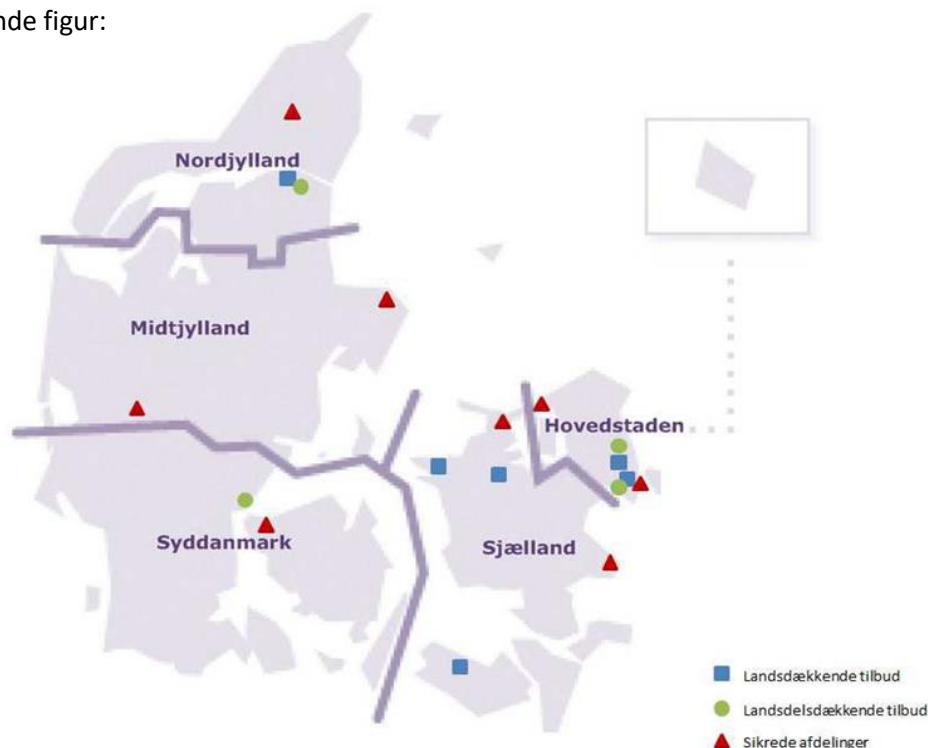 nde figur:
Nordjylland
Midtjylland
Hovedstaden
Syddanmark
Sjælland
Landsdækkende tilbud
Landsdelsdækkende tilbud
Sikrede afdelinger